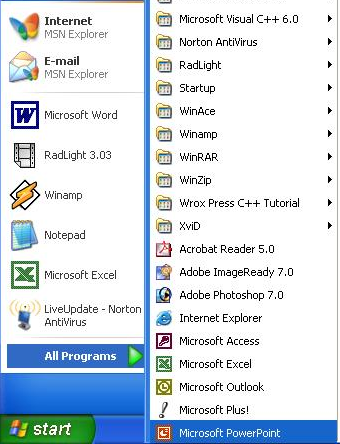 Internet
MSN Explorer
E-mail
MSN Explorer
Microsoft Word
RadLight 3.03
Winamp
Notepad
Microsoft Excel
LiveUpdate - Norton
AntiVirus
All Programs
start
Microsoft Visual C++ 6.0
Norton AntiVirus
RadLight
Startup
WinAce
Winamp
WinRAR
WinZip
Wrox Press C++ Tutorial
XviD
Acrobat Reader 5.0
Adobe ImageReady 7.0
Adobe Photoshop 7.0
Internet Explorer
Microsoft Access
Microsoft Excel
Microsoft Outlook
Microsoft Plus!
Microsoft PowerPoint